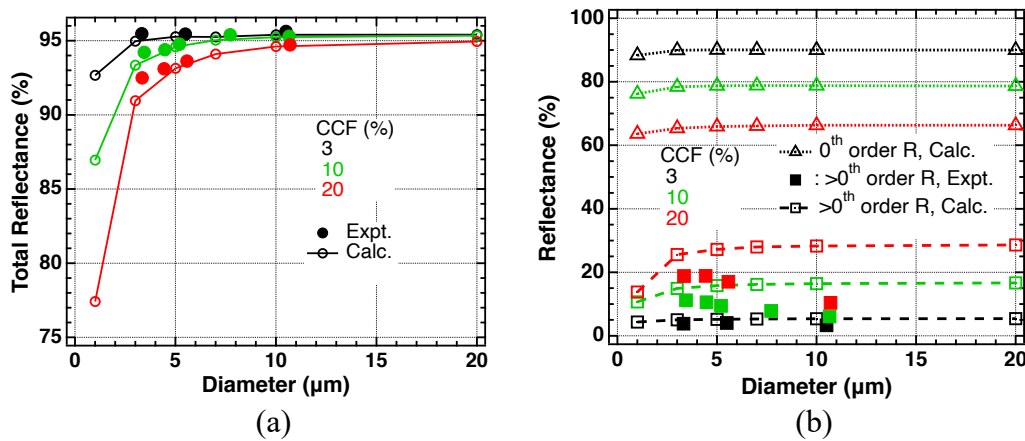 (a)
Total Reflectance (%)
95
90
85
80
75
CCF (%)
3
10
20
Expt.
Calc.
0 5 10 15 20
Diameter (µm)
(a)
(b)
Reflectance (%)
100
80
60
40
20
0
CCF (%)
3
10
20
0th order R, Calc.
: >0th order R, Expt.
>0th order R, Calc.
0 5 10 15 20
Diameter (µm)
(b)